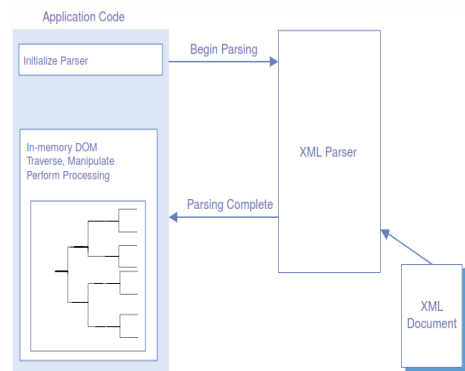 Application Code
Initialize Parser
Begin Parsing
In-memory DOM
Traverse, Manipulate
Perform Processing
XML Parser
Parsing Complete
XML
Document